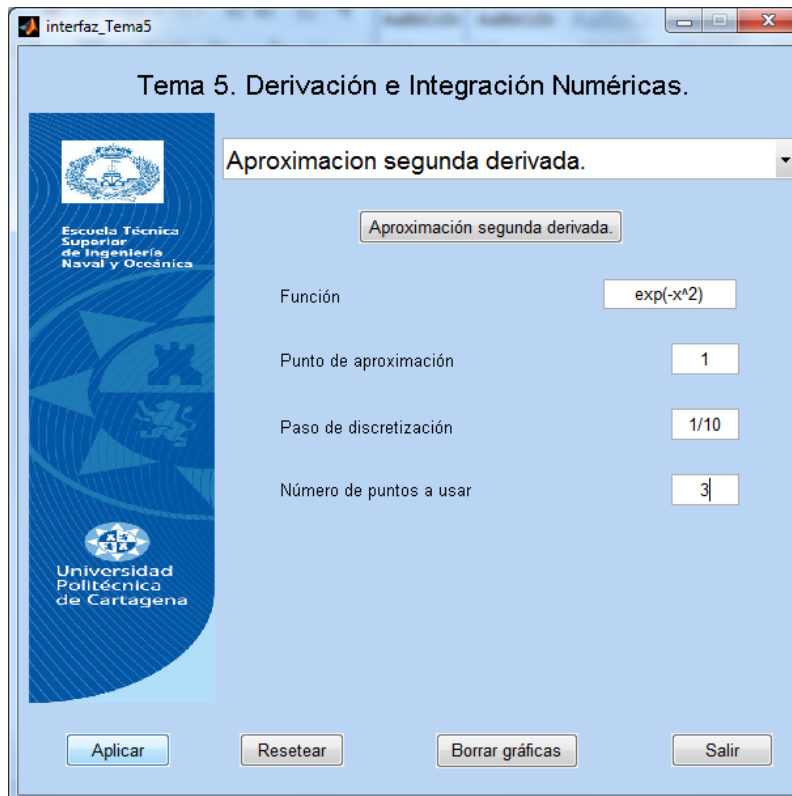 interfaz_Tema5
Tema 5. Derivación e Integración Numéricas.
Aproximacion segunda derivada.
Escuela Técnica
Superior
de Ingeniería
Naval y Oceánica
Aproximación segunda derivada.
Función
exp(-x^2)
Punto de aproximación
1
Paso de discretización
1/10
Número de puntos a usar
3
Universidad
Politécnica
de Cartagena
Aplicar
Resetear
Borrar gráficas
Salir